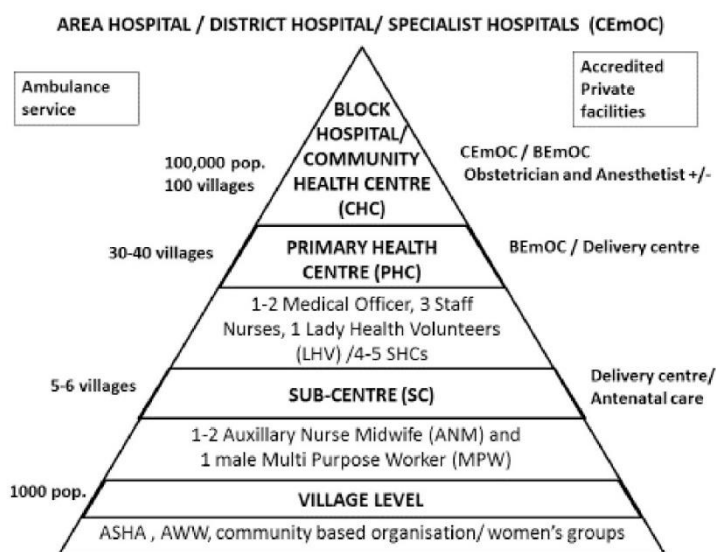 AREA HOSPITAL / DISTRICT HOSPITAL/ SPECIALIST HOSPITALS (CEmOC)
Ambulance
service
Accredited
Private
facilities
BLOCK
HOSPITAL/
COMMUNITY
HEALTH CENTRE
(CHC)
100,000 pop.
100 villages
CEmOC / BEmOC
Obstetrician and Anesthetist +/-
30-40 villages
PRIMARY HEALTH
CENTRE (PHC)
BEmOC / Delivery centre
1-2 Medical Officer, 3 Staff
Nurses, 1 Lady Health Volunteers
(LHV) /4-5 SHCs
5-6 villages
SUB-CENTRE (SC)
Delivery centre/
Antenatal care
1-2 Auxillary Nurse Midwife (ANM) and
1 male Multi Purpose Worker (MPW)
1000 pop.
VILLAGE LEVEL
ASHA , AWW, community based organisation/ women's groups